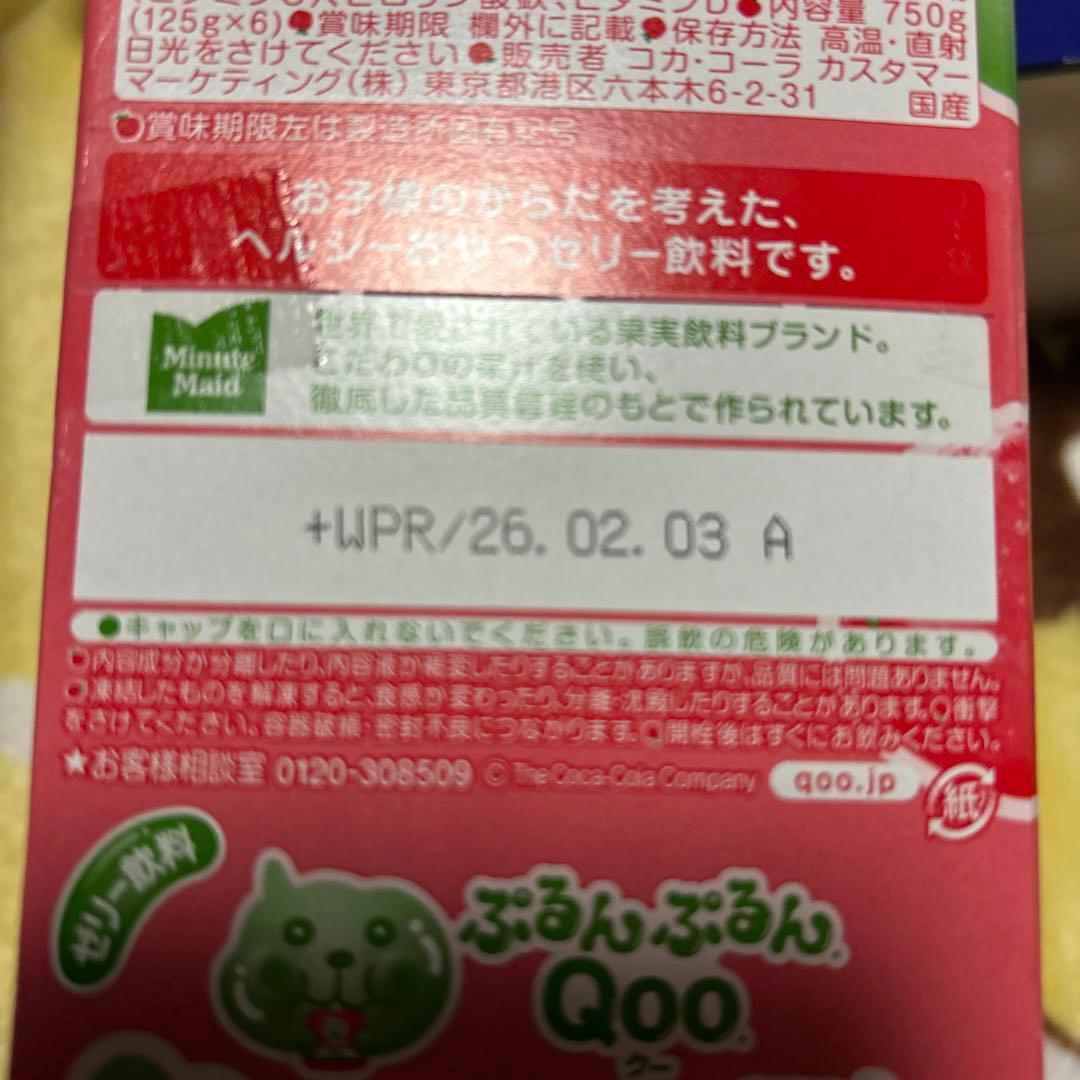 ビタミンD●内容量 750g
(125g×6)●賞味期限 欄外に記載●保存方法 高温・直射
日光をさけてください●販売者 コカ・コーラ カスタマー
マーケティング(株) 東京都港区六本木6-2-31 国産
●賞味期限左は製造所固有記号
お子様のからだを考えた、
ヘルシーおやつゼリー飲料です。
Minute
Maid
世界で愛されている果実飲料ブランド。
こだわりの果汁を使い、
徹底した品質管理のもとで作られています。
+WPR/26.02.03 A
●キャップを口に入れないでください。誤飲の危険があります。
●内容成分が分離したり、内容液が褐変したりすることがありますが、品質には問題ありません。
●凍結したものを解凍すると、食感が変わったり、分離・沈殿したりすることがあります。●衝撃
をさけてください。容器破損・密封不良につながります。●開栓後はすぐにお飲みください。
★お客様相談室 0120-308509 © The Coca-Cola Company qoo.jp
紙
ゼリー飲料
ぷるんぷるん
Qoo
クー